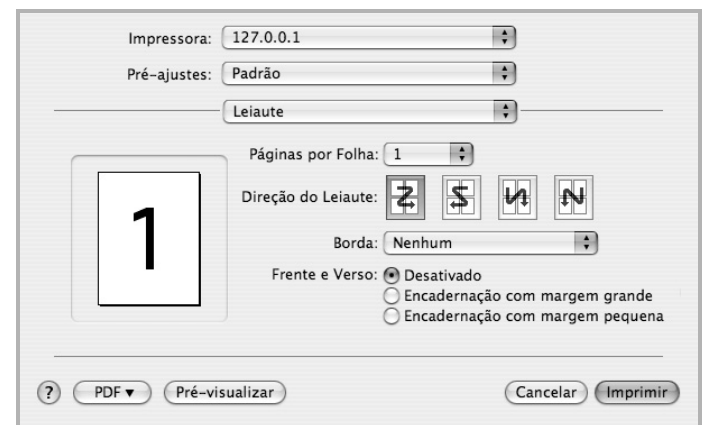 Impressora: 127.0.0.1
Pré-ajustes: Padrão
Leiaute
Páginas por Folha: 1
1
Direção do Leiaute:
Borda: Nenhum
Frente e Verso: Desativado
Encadernação com margem grande
Encadernação com margem pequena
? PDF▼ Pré-visualizar Cancelar Imprimir